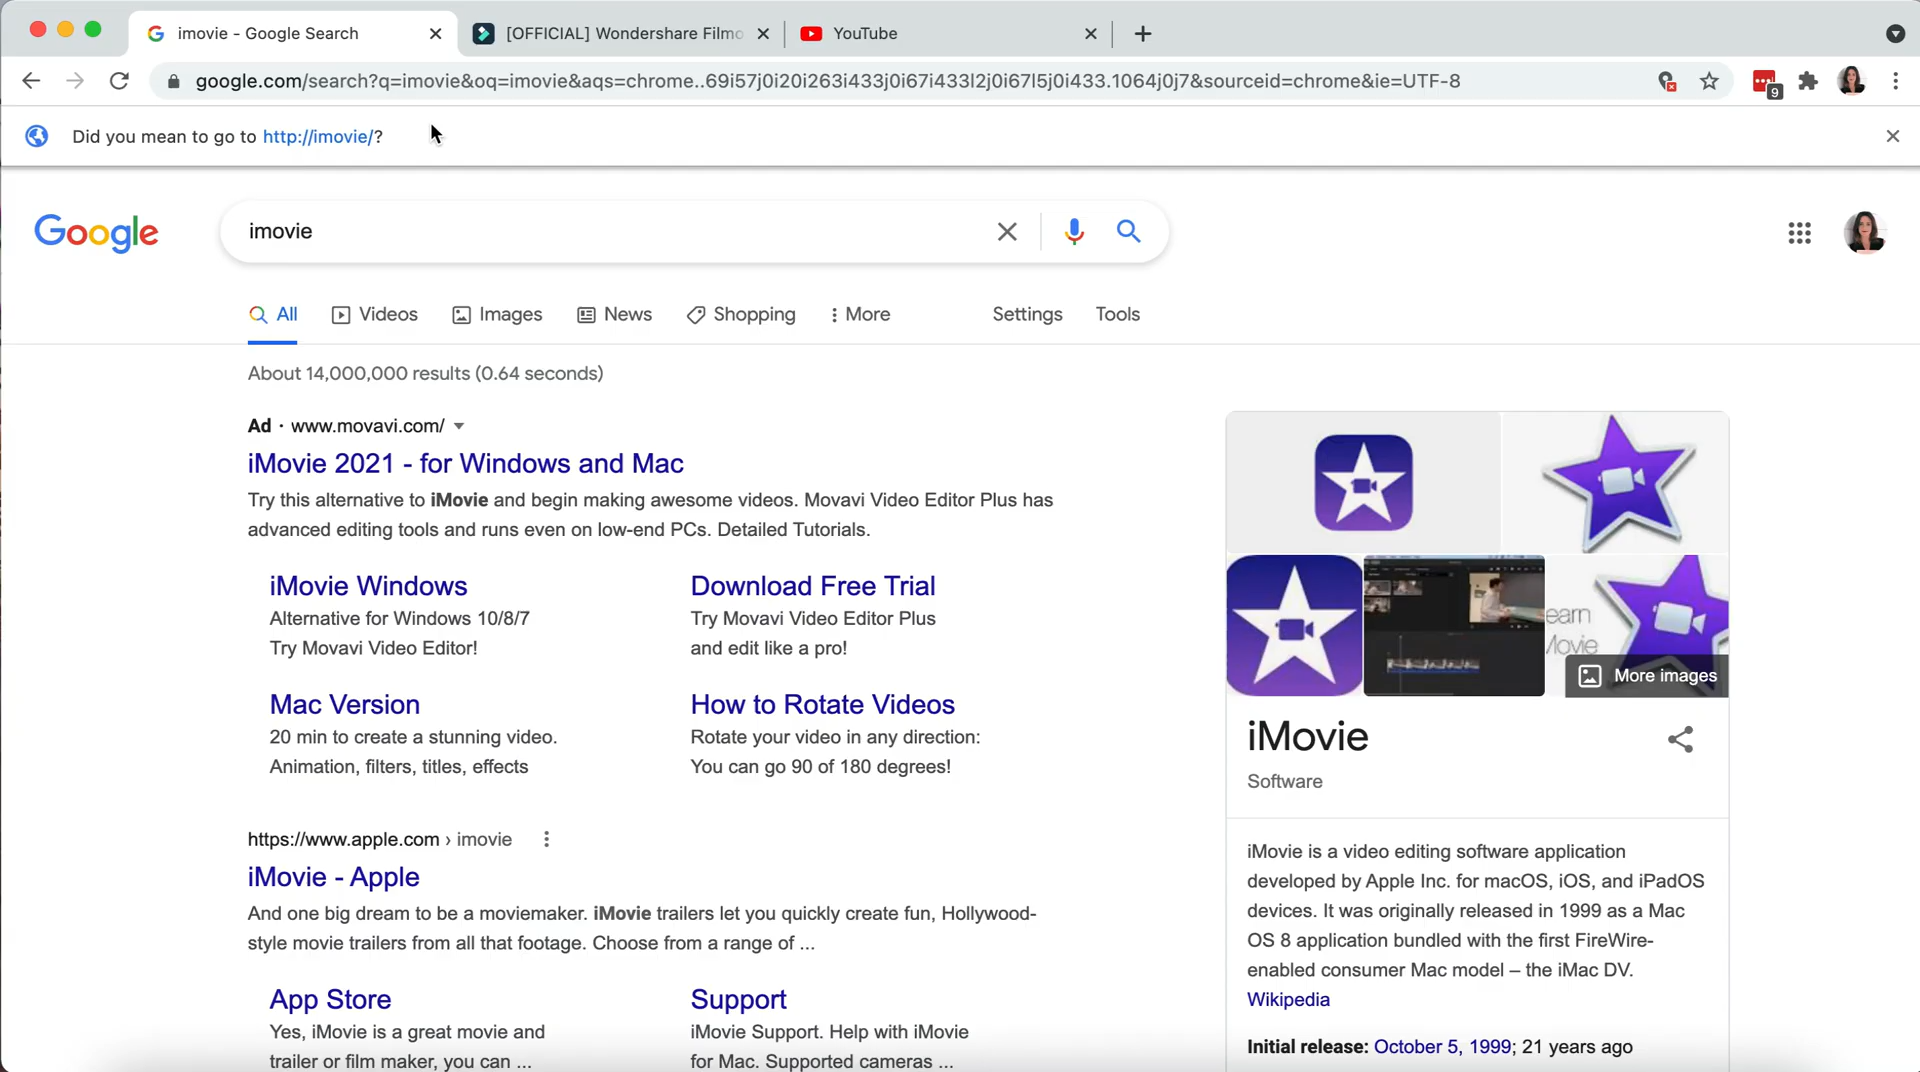 imovie - Google Search
[OFFICIAL] Wondershare Filmo
YouTube
google.com/search?q=imovie&oq=imovie&aqs=chrome..69i57j0i20i263i433j0i67i433l2j0i67l5j0i433.1064j0j7&sourceid=chrome&ie=UTF-8
9
Did you mean to go to http://imovie/?
Google
imovie
All
Videos
Images
News
Shopping
More
Settings
Tools
About 14,000,000 results (0.64 seconds)
Ad · www.movavi.com/
iMovie 2021 - for Windows and Mac
Try this alternative to iMovie and begin making awesome videos. Movavi Video Editor Plus has
advanced editing tools and runs even on low-end PCs. Detailed Tutorials.
iMovie Windows
Alternative for Windows 10/8/7
Try Movavi Video Editor!
Download Free Trial
Try Movavi Video Editor Plus
and edit like a pro!
Mac Version
20 min to create a stunning video.
Animation, filters, titles, effects
How to Rotate Videos
Rotate your video in any direction:
You can go 90 of 180 degrees!
https://www.apple.com › imovie
iMovie - Apple
And one big dream to be a moviemaker. iMovie trailers let you quickly create fun, Hollywood-
style movie trailers from all that footage. Choose from a range of ...
App Store
Yes, iMovie is a great movie and
trailer or film maker, you can ...
Support
iMovie Support. Help with iMovie
for Mac. Supported cameras ...
earn
Movie
More images
iMovie
Software
iMovie is a video editing software application
developed by Apple Inc. for macOS, iOS, and iPadOS
devices. It was originally released in 1999 as a Mac
OS 8 application bundled with the first FireWire-
enabled consumer Mac model – the iMac DV.
Wikipedia
Initial release: October 5, 1999; 21 years ago